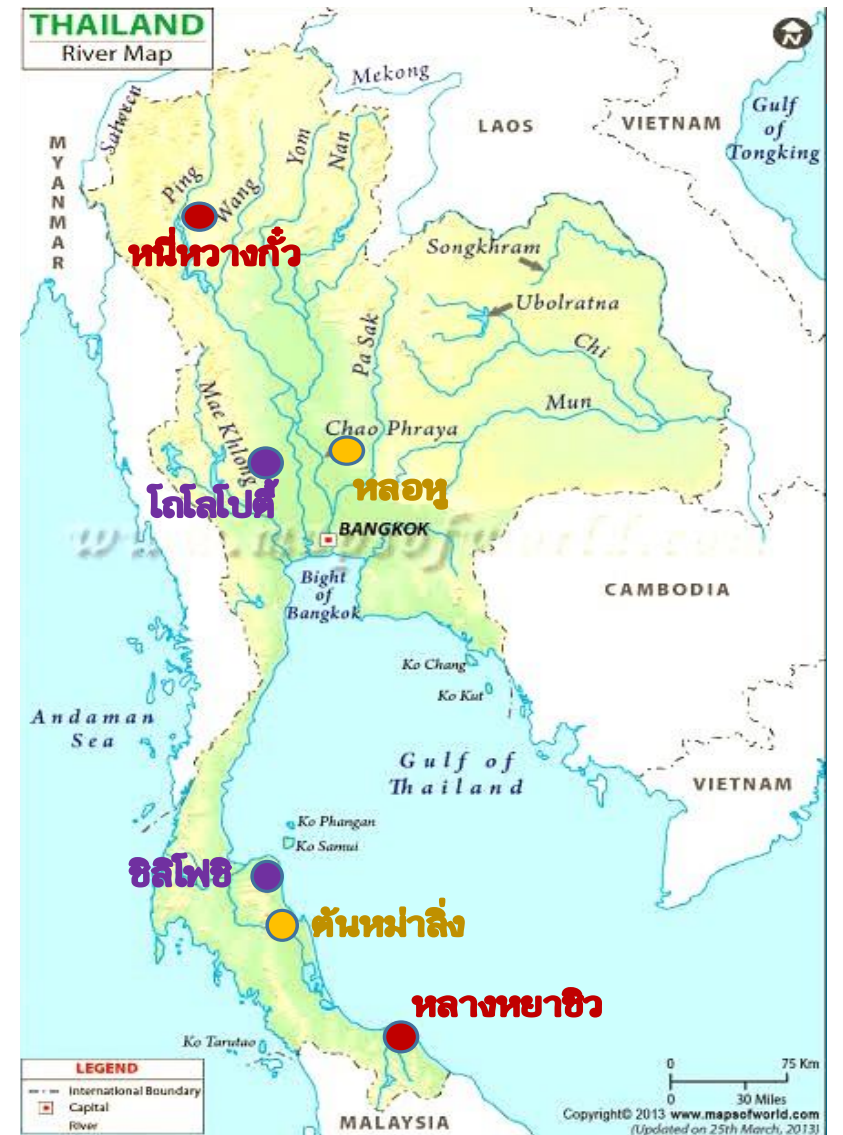 THAILAND
River Map
Mekong
Salween
MYANMAR
LAOS
VIETNAM
Gulf
of
Tongking
Ping
Wang
Yom
Nan
หนี่หวางกั๋ว
Songkhram
Ubolratna
Pa Sak
Chi
Mun
Mae Khlong
Chao Phraya
โถโลโปตี้
หลอหู
www.mapsofworld.com
BANGKOK
Bight
of
Bangkok
CAMBODIA
Ko Chang
Ko Kut
Andaman
Sea
Gulf of
Thailand
VIETNAM
Ko Phangan
Ko Samui
ชิลิโฟชิ
ตันหม่าลิ่ง
หลางหยาชิว
Ko Tarutao
LEGEND
International Boundary
Capital
River
MALAYSIA
0 75 Km
0 30 Miles
Copyright© 2013 www.mapsofworld.com
(Updated on 25th March, 2013)